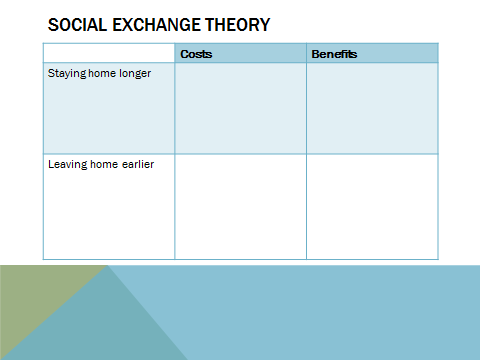 SOCIAL EXCHANGE THEORY
Costs Benefits
Staying home longer
Leaving home earlier